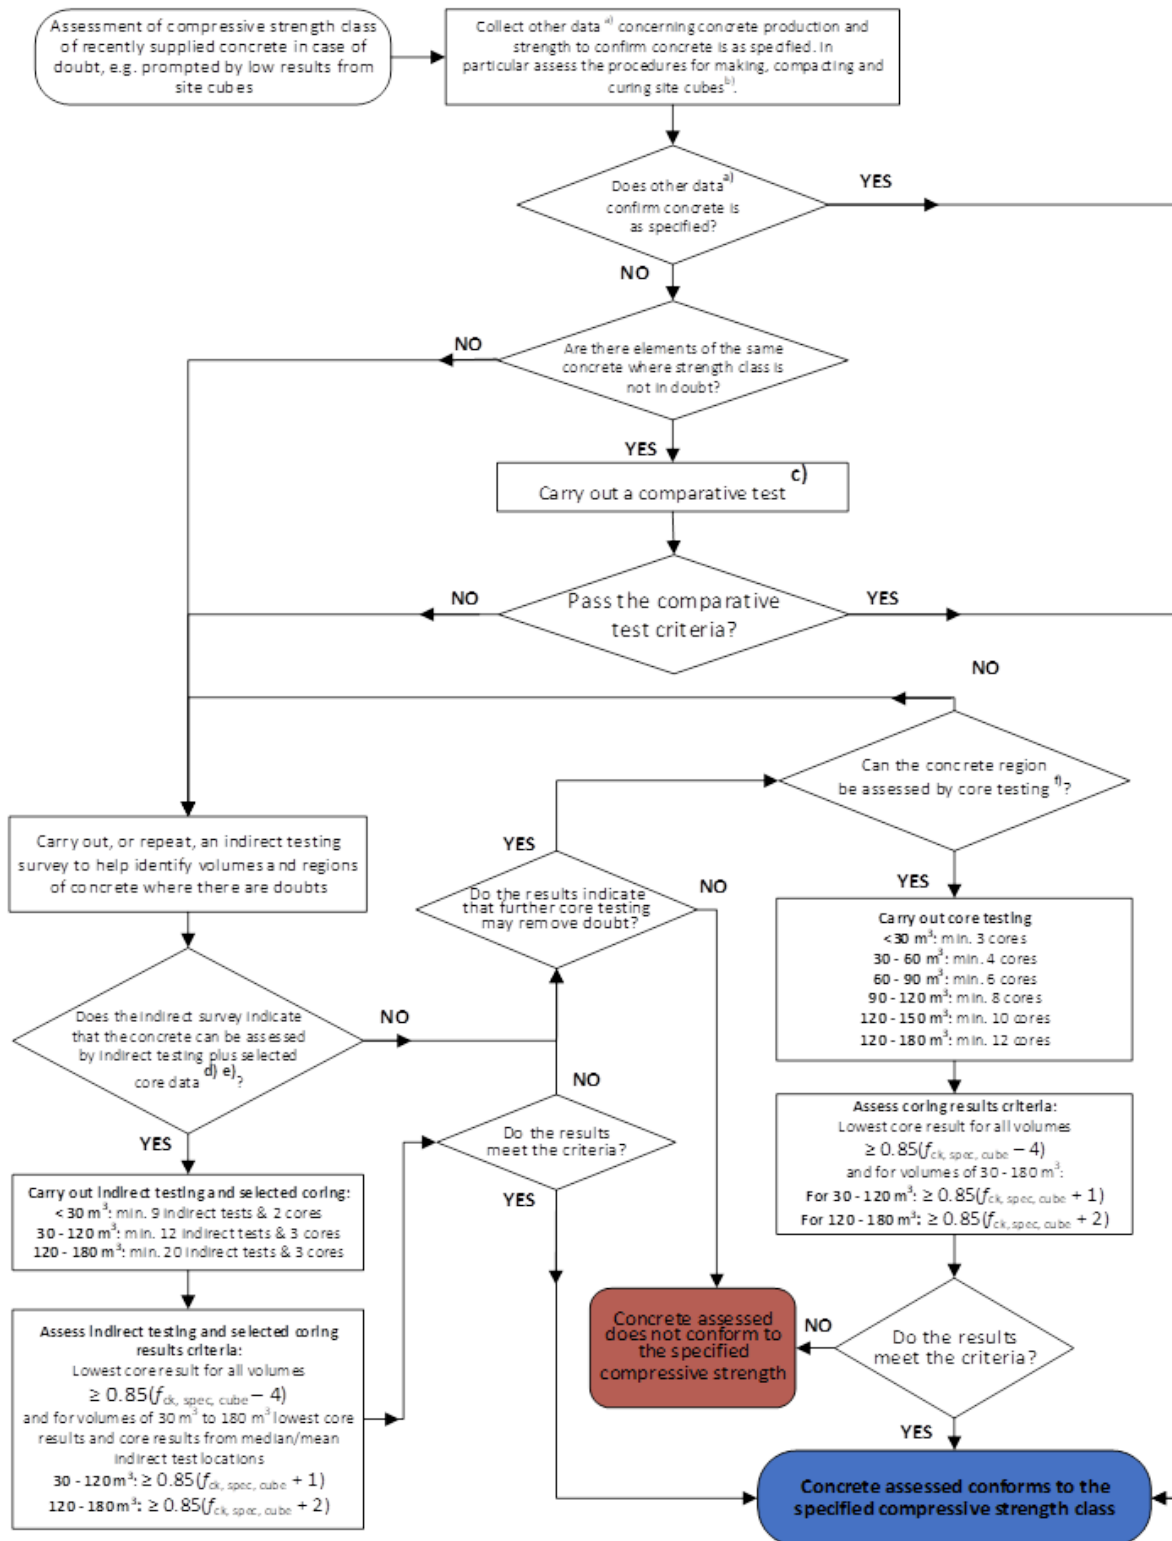 Assessment of compressive strength class
of recently supplied concrete in case of
doubt, e.g. prompted by low results from
site cubes
Collect other data a) concerning concrete production and
strength to confirm concrete is as specified. In
particular assess the procedures for making, compacting and
curing site cubes b).
Does other data a)
confirm concrete is
as specified?
YES
NO
Are there elements of the same
concrete where strength class is
not in doubt?
NO
YES
Carry out a comparative test c)
Pass the comparative
test criteria?
NO
YES
NO
Can the concrete region
be assessed by core testing f)?
YES
Carry out, or repeat, an indirect testing
survey to help identify volumes and regions
of concrete where there are doubts
Do the results indicate
that further core testing
may remove doubt?
YES
NO
Carry out core testing
<30 m³: min. 3 cores
30 - 60 m³: min. 4 cores
60 - 90 m³: min. 6 cores
90 - 120 m³: min. 8 cores
120 - 150 m³: min. 10 cores
120 - 180 m³: min. 12 cores
Does the indirect survey indicate
that the concrete can be assessed
by indirect testing plus selected
core data d) e)?
NO
YES
Do the results
meet the criteria?
NO
YES
Assess coring results criteria:
Lowest core result for all volumes
≥ 0.85(fck, spec, cube − 4)
and for volumes of 30 - 180 m³:
For 30 - 120 m³: ≥ 0.85(fck, spec, cube + 1)
For 120 - 180 m³: ≥ 0.85(fck, spec, cube + 2)
Carry out indirect testing and selected coring:
< 30 m³: min. 9 indirect tests & 2 cores
30 - 120 m³: min. 12 indirect tests & 3 cores
120 - 180 m³: min. 20 indirect tests & 3 cores
Assess indirect testing and selected coring
results criteria:
Lowest core result for all volumes
≥ 0.85(fck, spec, cube − 4)
and for volumes of 30 m³ to 180 m³ lowest core
results and core results from median/mean
indirect test locations
30 - 120 m³: ≥ 0.85(fck, spec, cube + 1)
120 - 180 m³: ≥ 0.85(fck, spec, cube + 2)
Concrete assessed
does not conform to
the specified
compressive strength
NO
Do the results
meet the criteria?
YES
Concrete assessed conforms to the
specified compressive strength class